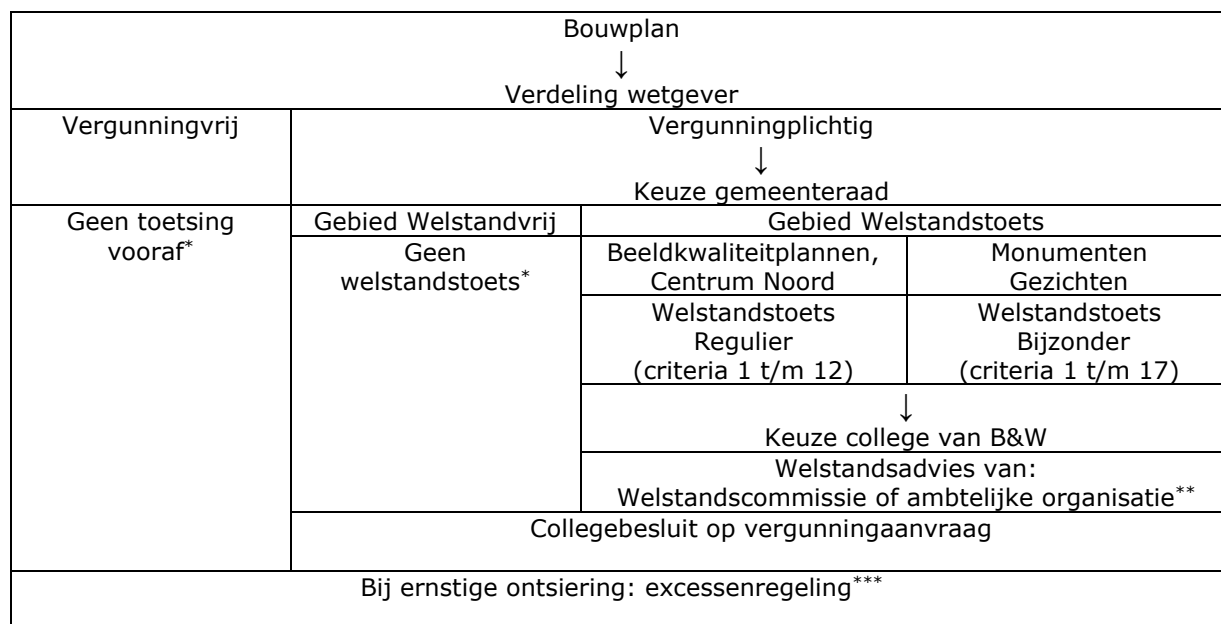 Bouwplan
↓
Verdeling wetgever
Vergunningvrij
Vergunningplichtig
↓
Keuze gemeenteraad
Geen toetsing
vooraf*
Gebied Welstandvrij
Gebied Welstandstoets
Geen
welstandstoets*
Beeldkwaliteitplannen,
Centrum Noord
Monumenten
Gezichten
Welstandstoets
Regulier
(criteria 1 t/m 12)
Welstandstoets
Bijzonder
(criteria 1 t/m 17)
↓
Keuze college van B&W
Welstandsadvies van:
Welstandscommissie of ambtelijke organisatie**
Collegebesluit op vergunningaanvraag
Bij ernstige ontsiering: excessenregeling***